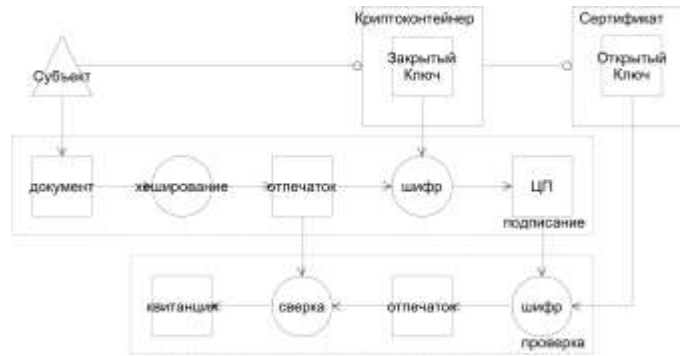 Криптоконтейнер
Сертификат
Субъект
Закрытый
Ключ
Открытый
Ключ
документ
хеширование
отпечаток
шифр
ЦП
подписание
квитанция
сверка
отпечаток
шифр
проверка